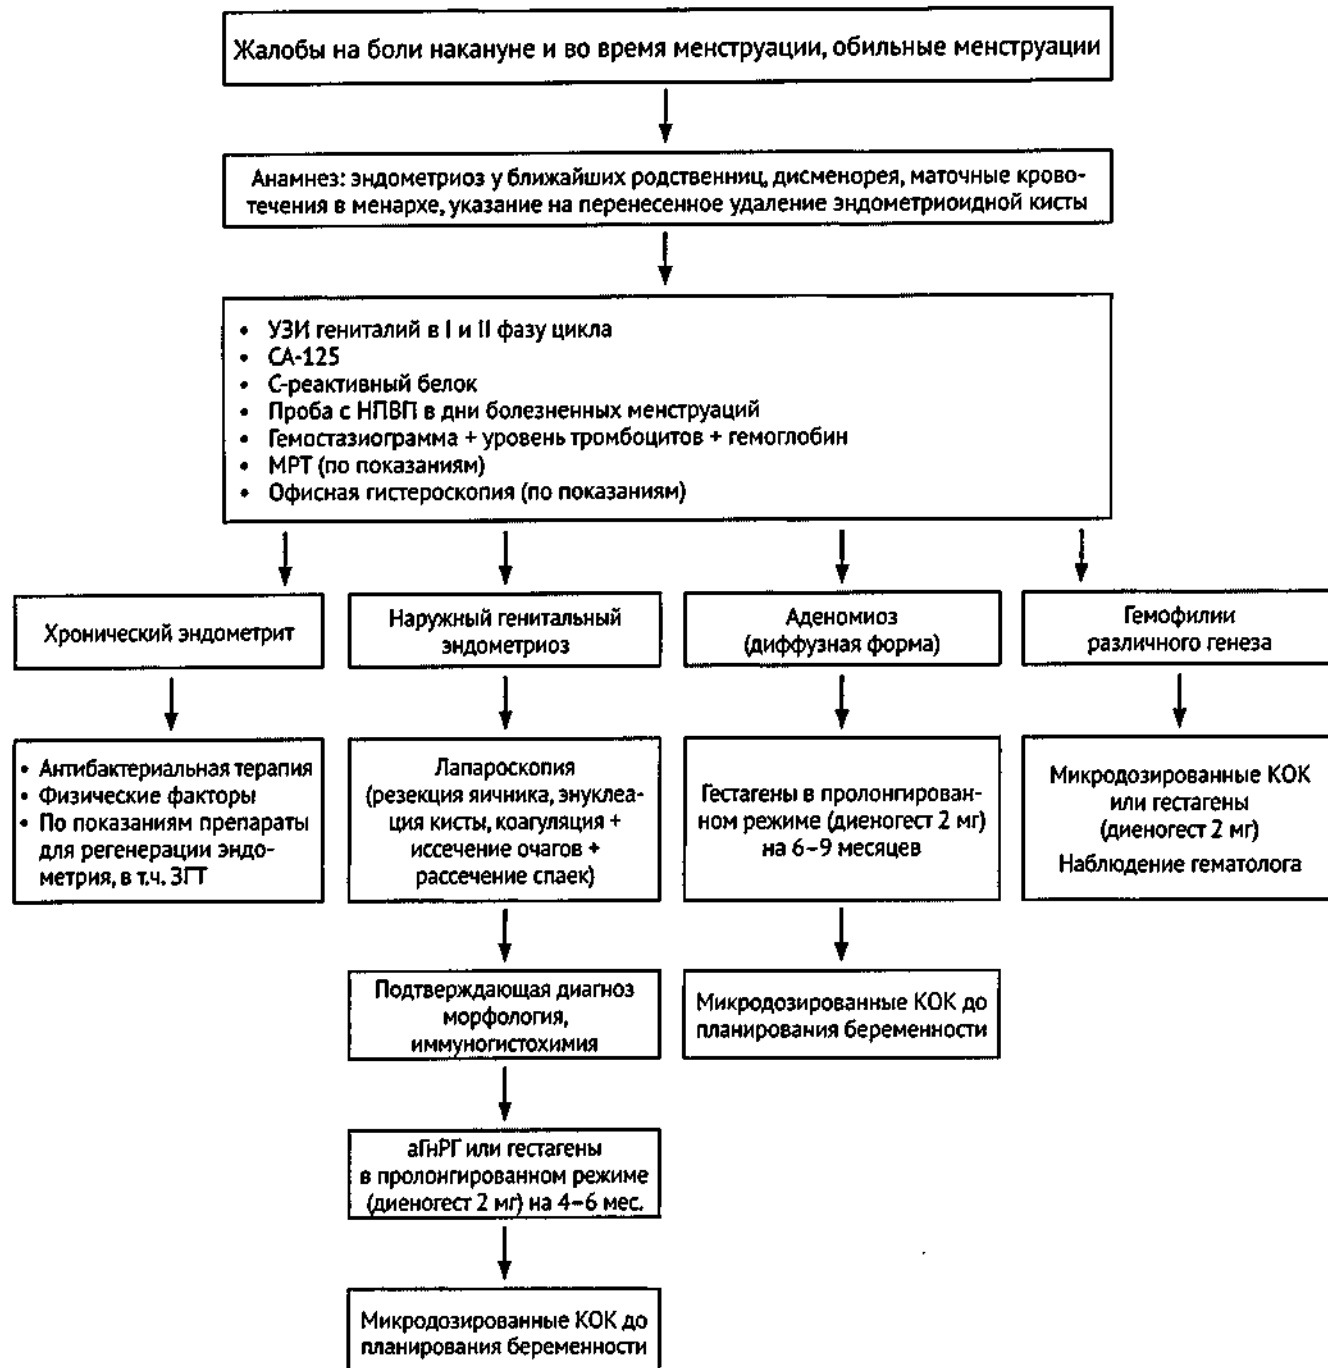 Жалобы на боли накануне и во время менструации, обильные менструации
Анамнез: эндометриоз у ближайших родственниц, дисменорея, маточные крово-
течения в менархе, указание на перенесенное удаление эндометриоидной кисты
• УЗИ гениталий в I и II фазу цикла
• СА-125
• С-реактивный белок
• Проба с НПВП в дни болезненных менструаций
• Гемостазиограмма + уровень тромбоцитов + гемоглобин
• МРТ (по показаниям)
• Офисная гистероскопия (по показаниям)
Хронический эндометрит
Наружный генитальный
эндометриоз
Аденомиоз
(диффузная форма)
Гемофилии
различного генеза
• Антибактериальная терапия
• Физические факторы
• По показаниям препараты
для регенерации эндо-
метрия, в т.ч. ЗГТ
Лапароскопия
(резекция яичника, энуклеа-
ция кисты, коагуляция +
иссечение очагов +
рассечение спаек)
Гестагены в пролонгирован-
ном режиме (диеногест 2 мг)
на 6–9 месяцев
Микродозированные КОК
или гестагены
(диеногест 2 мг)
Наблюдение гематолога
Подтверждающая диагноз
морфология,
иммуногистохимия
Микродозированные КОК до
планирования беременности
аГнРГ или гестагены
в пролонгированном режиме
(диеногест 2 мг) на 4–6 мес.
Микродозированные КОК до
планирования беременности